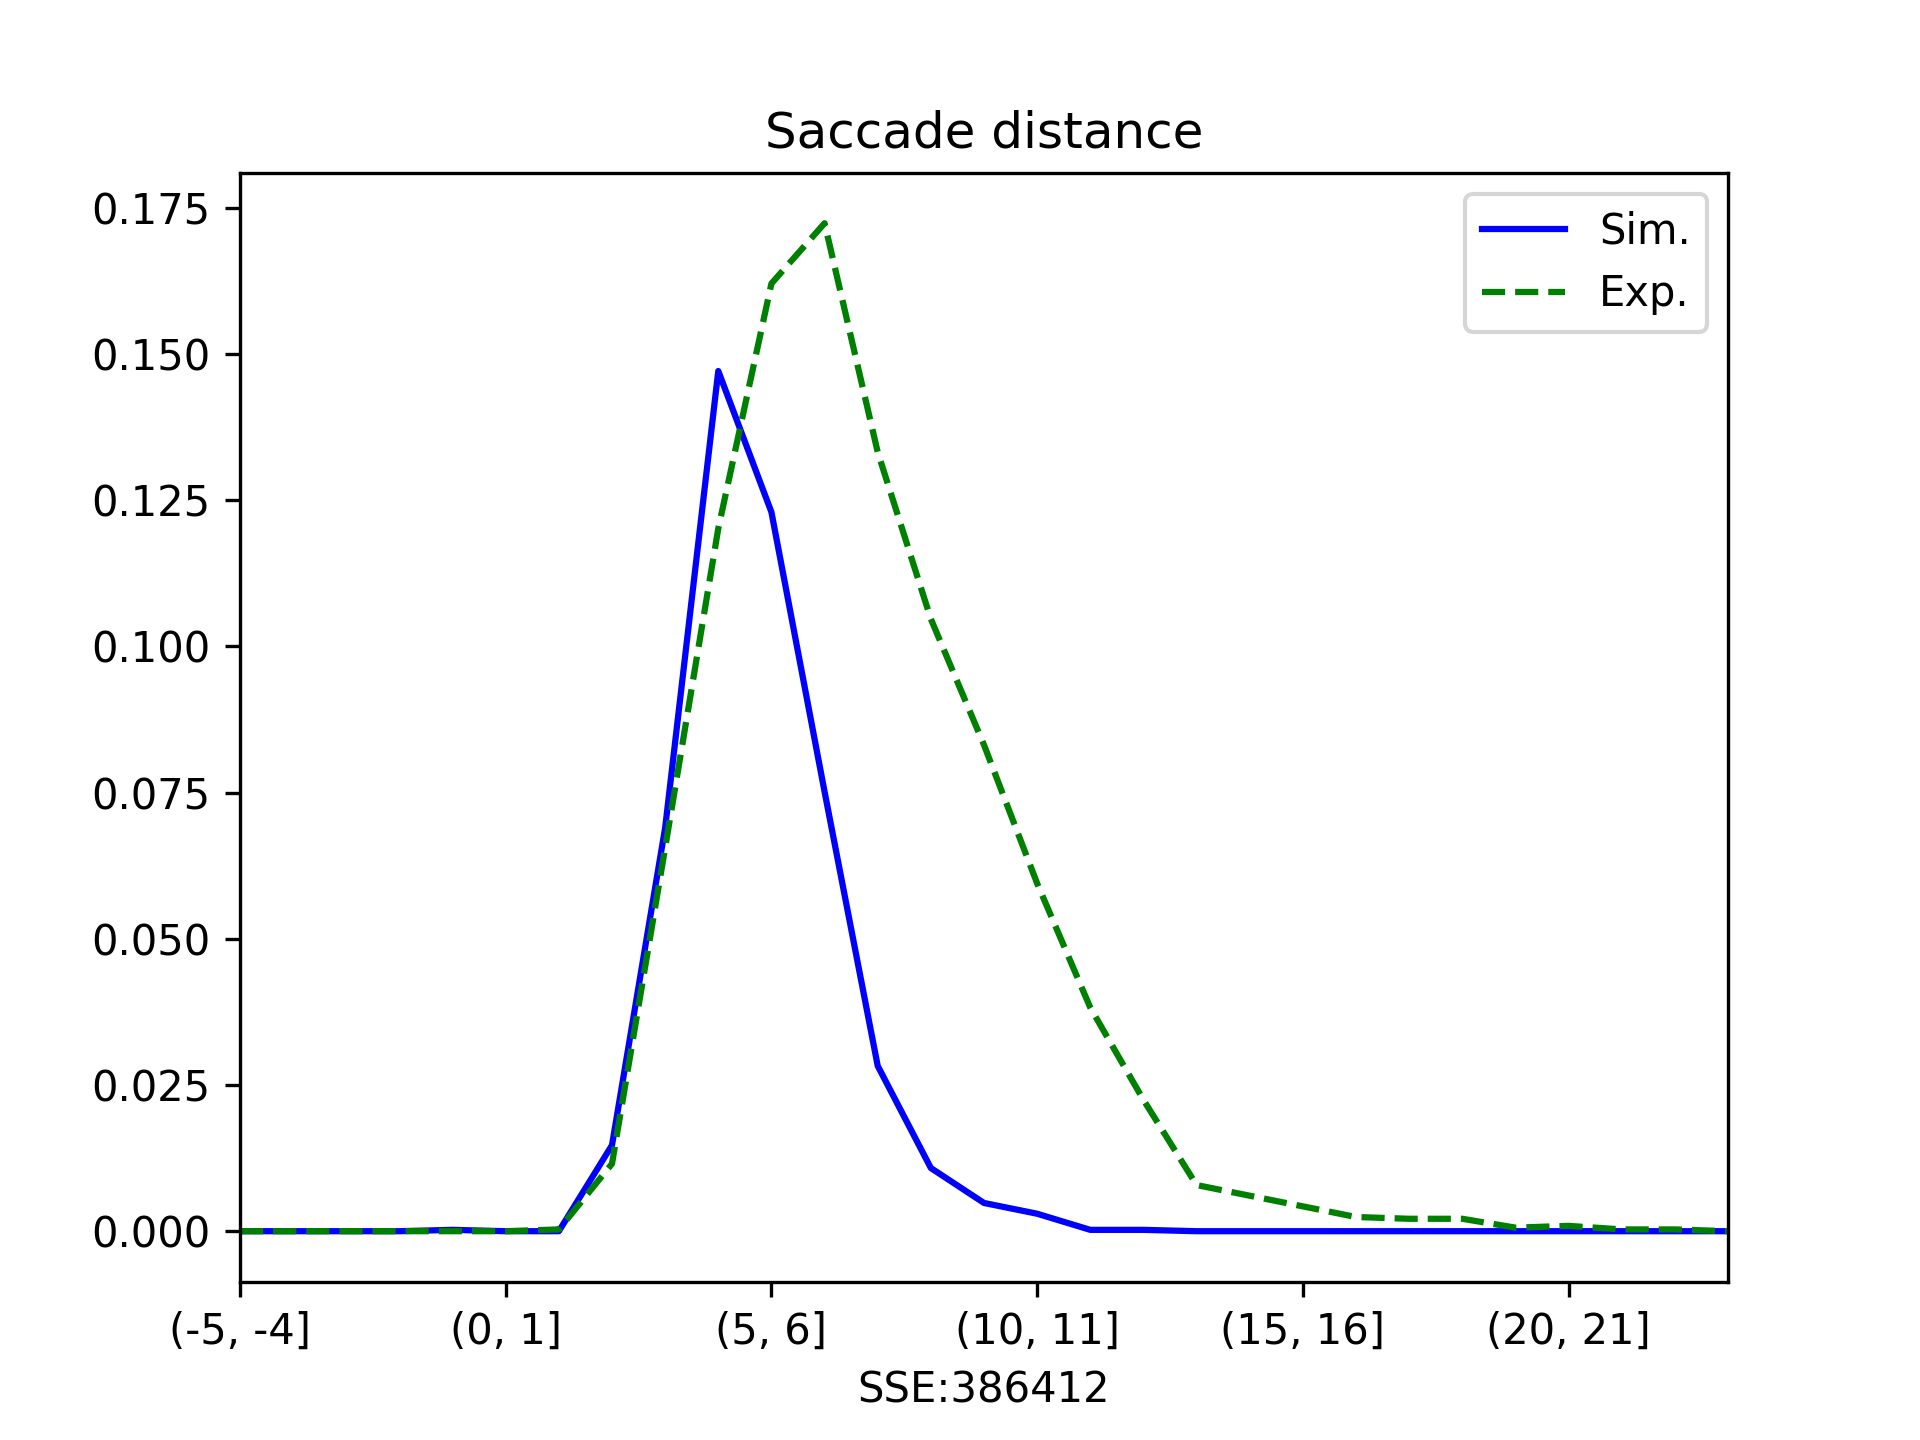 Saccade distance
0.175
0.150
0.125
0.100
0.075
0.050
0.025
0.000
Sim.
Exp.
(-5, -4] (0, 1] (5, 6] (10, 11] (15, 16] (20, 21]
SSE:386412